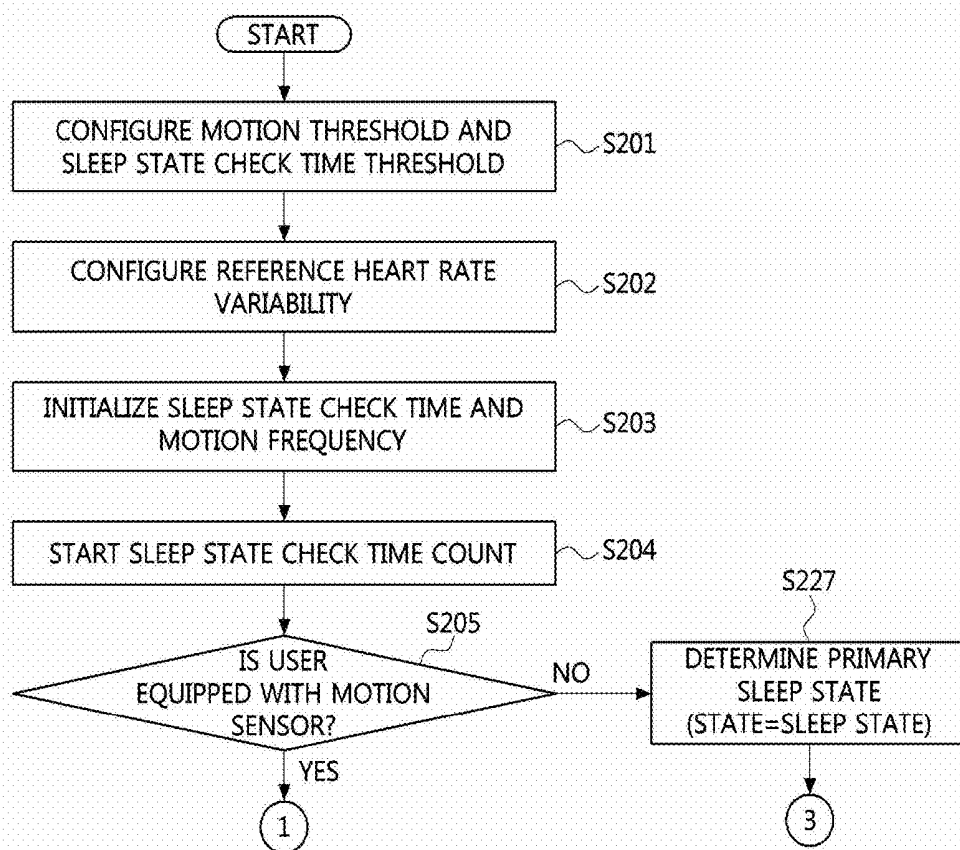 START
CONFIGURE MOTION THRESHOLD AND
SLEEP STATE CHECK TIME THRESHOLD
S201
CONFIGURE REFERENCE HEART RATE
VARIABILITY
S202
INITIALIZE SLEEP STATE CHECK TIME AND
MOTION FREQUENCY
S203
START SLEEP STATE CHECK TIME COUNT
S204
S205
IS USER
EQUIPPED WITH MOTION
SENSOR?
NO
S227
DETERMINE PRIMARY
SLEEP STATE
(STATE=SLEEP STATE)
YES
1
3